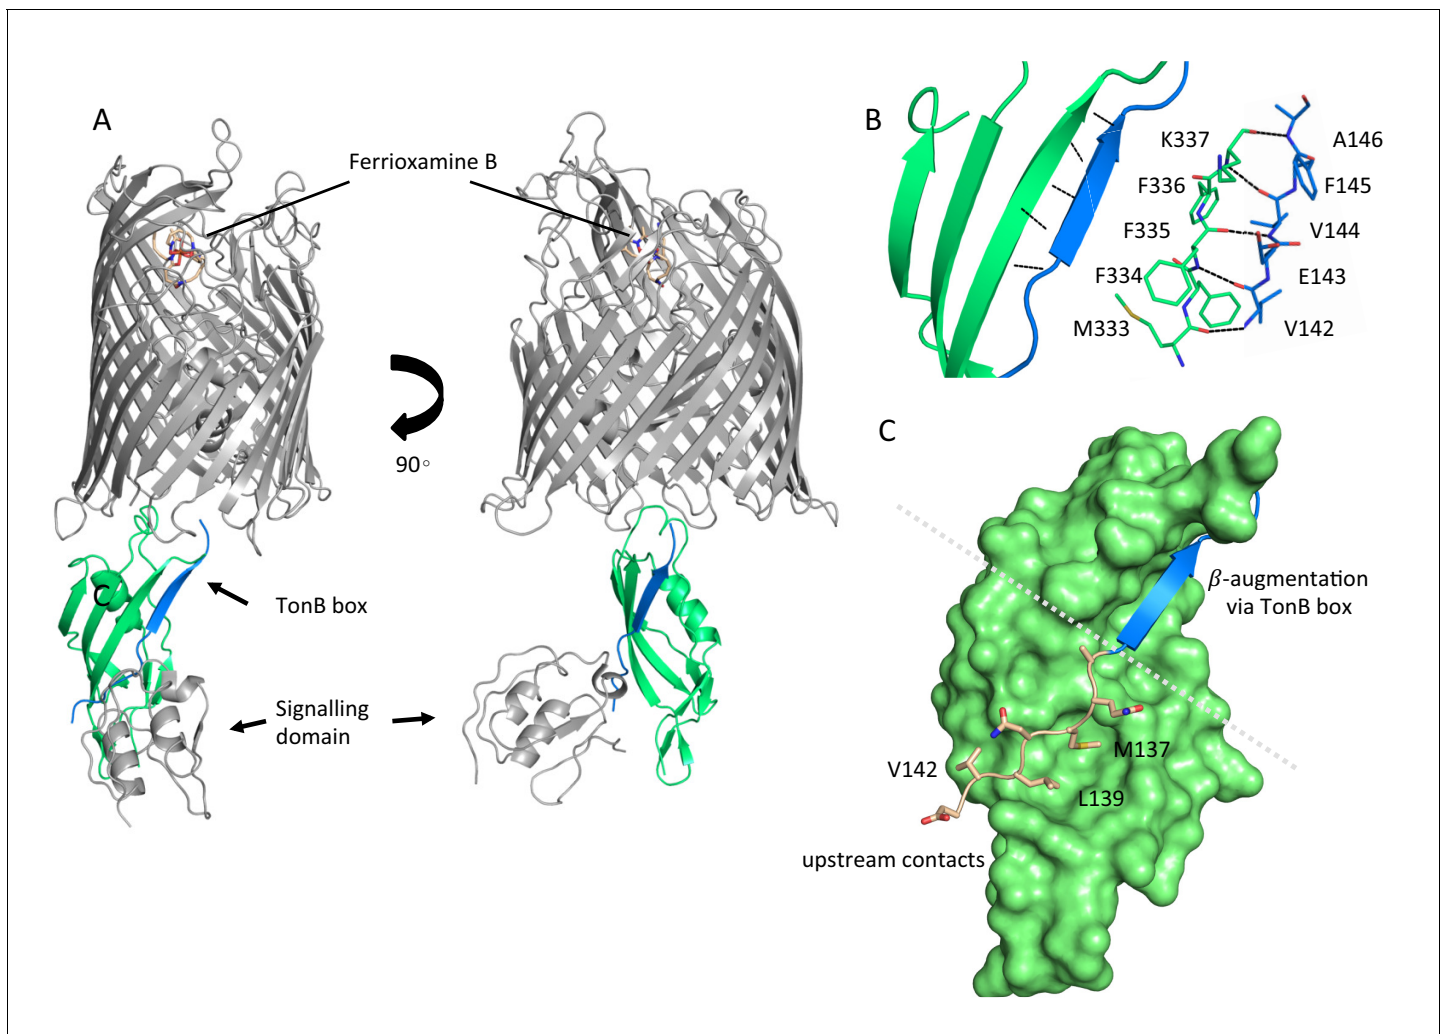 A
Ferrioxamine B
90○
C
TonB box
Signalling
domain
B
K337
A146
F336
F145
F335
V144
F334
E143
M333
V142
C
β-augmentation
via TonB box
M137
V142
L139
upstream contacts